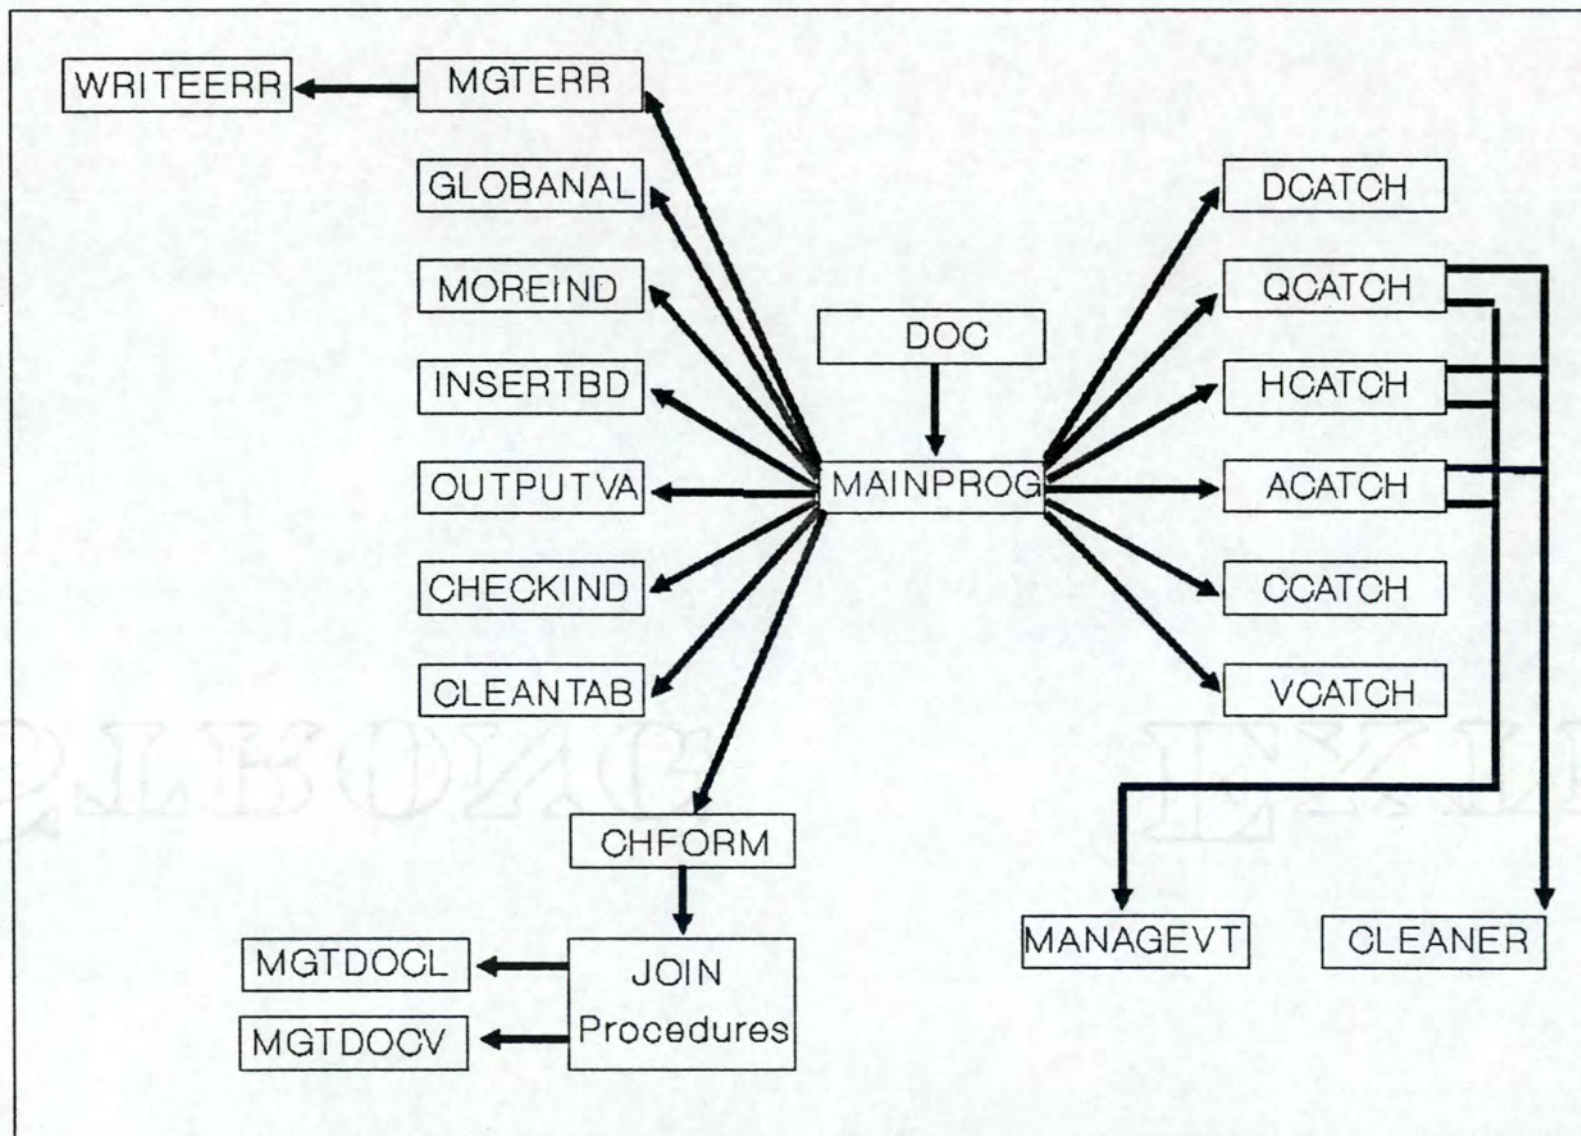 WRITEERR
MGTERR
GLOBANAL
DCATCH
MOREIND
QCATCH
DOC
INSERTBD
HCATCH
OUTPUTVA
MAINPROG
ACATCH
CHECKIND
CCATCH
CLEANTAB
VCATCH
CHFORM
MANAGEVT
CLEANER
MGTDOCL
JOIN
Procedures
MGTDOCV